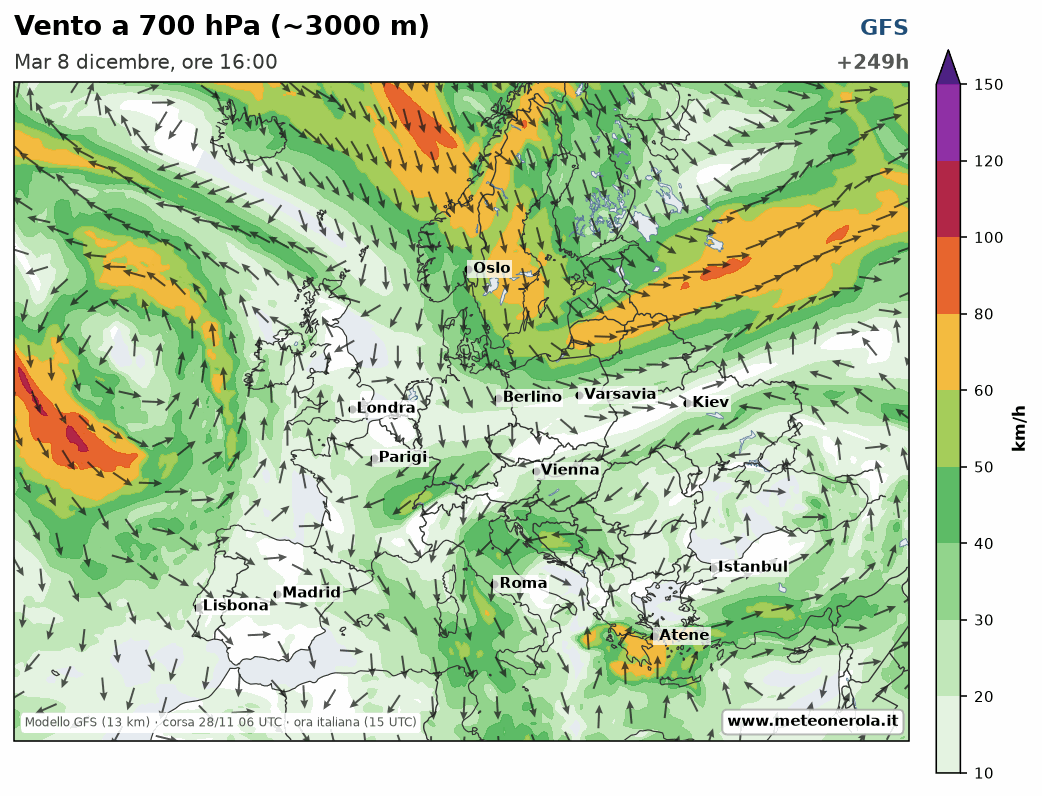 Vento a 700 hPa (~3000 m)
GFS
Mar 8 dicembre, ore 16:00
+249h
150
120
100
80
60
50
40
30
20
10
km/h
Oslo
Berlino
Varsavia
Kiev
Londra
Parigi
Vienna
Istanbul
Roma
Madrid
Lisbona
Atene
Modello GFS (13 km) · corsa 28/11 06 UTC · ora italiana (15 UTC)
www.meteonerola.it